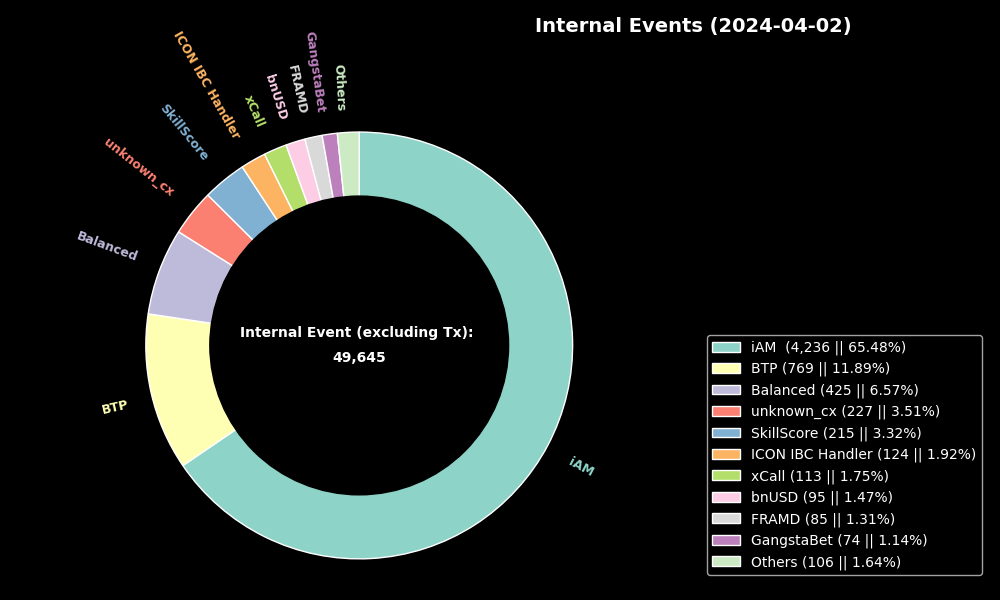 Internal Events (2024-04-02)
ICON IBC Handler
GangstaBet
Others
FRAMD
bnUSD
xCall
SkillScore
unknown_cx
Balanced
BTP
iAM
Internal Event (excluding Tx):
49,645
iAM  (4,236 || 65.48%)
BTP (769 || 11.89%)
Balanced (425 || 6.57%)
unknown_cx (227 || 3.51%)
SkillScore (215 || 3.32%)
ICON IBC Handler (124 || 1.92%)
xCall (113 || 1.75%)
bnUSD (95 || 1.47%)
FRAMD (85 || 1.31%)
GangstaBet (74 || 1.14%)
Others (106 || 1.64%)